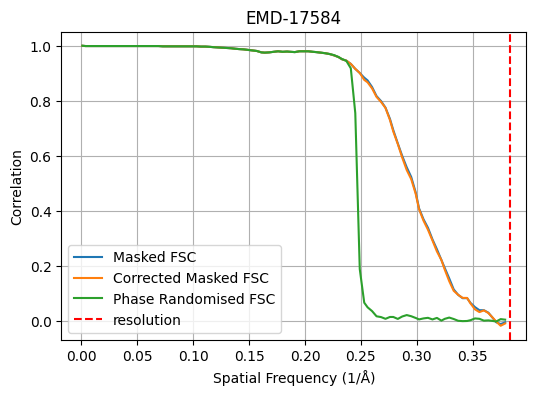 EMD-17584
1.0
0.8
0.6
0.4
0.2
0.0
Correlation
Masked FSC
Corrected Masked FSC
Phase Randomised FSC
resolution
0.00 0.05 0.10 0.15 0.20 0.25 0.30 0.35
Spatial Frequency (1/Å)